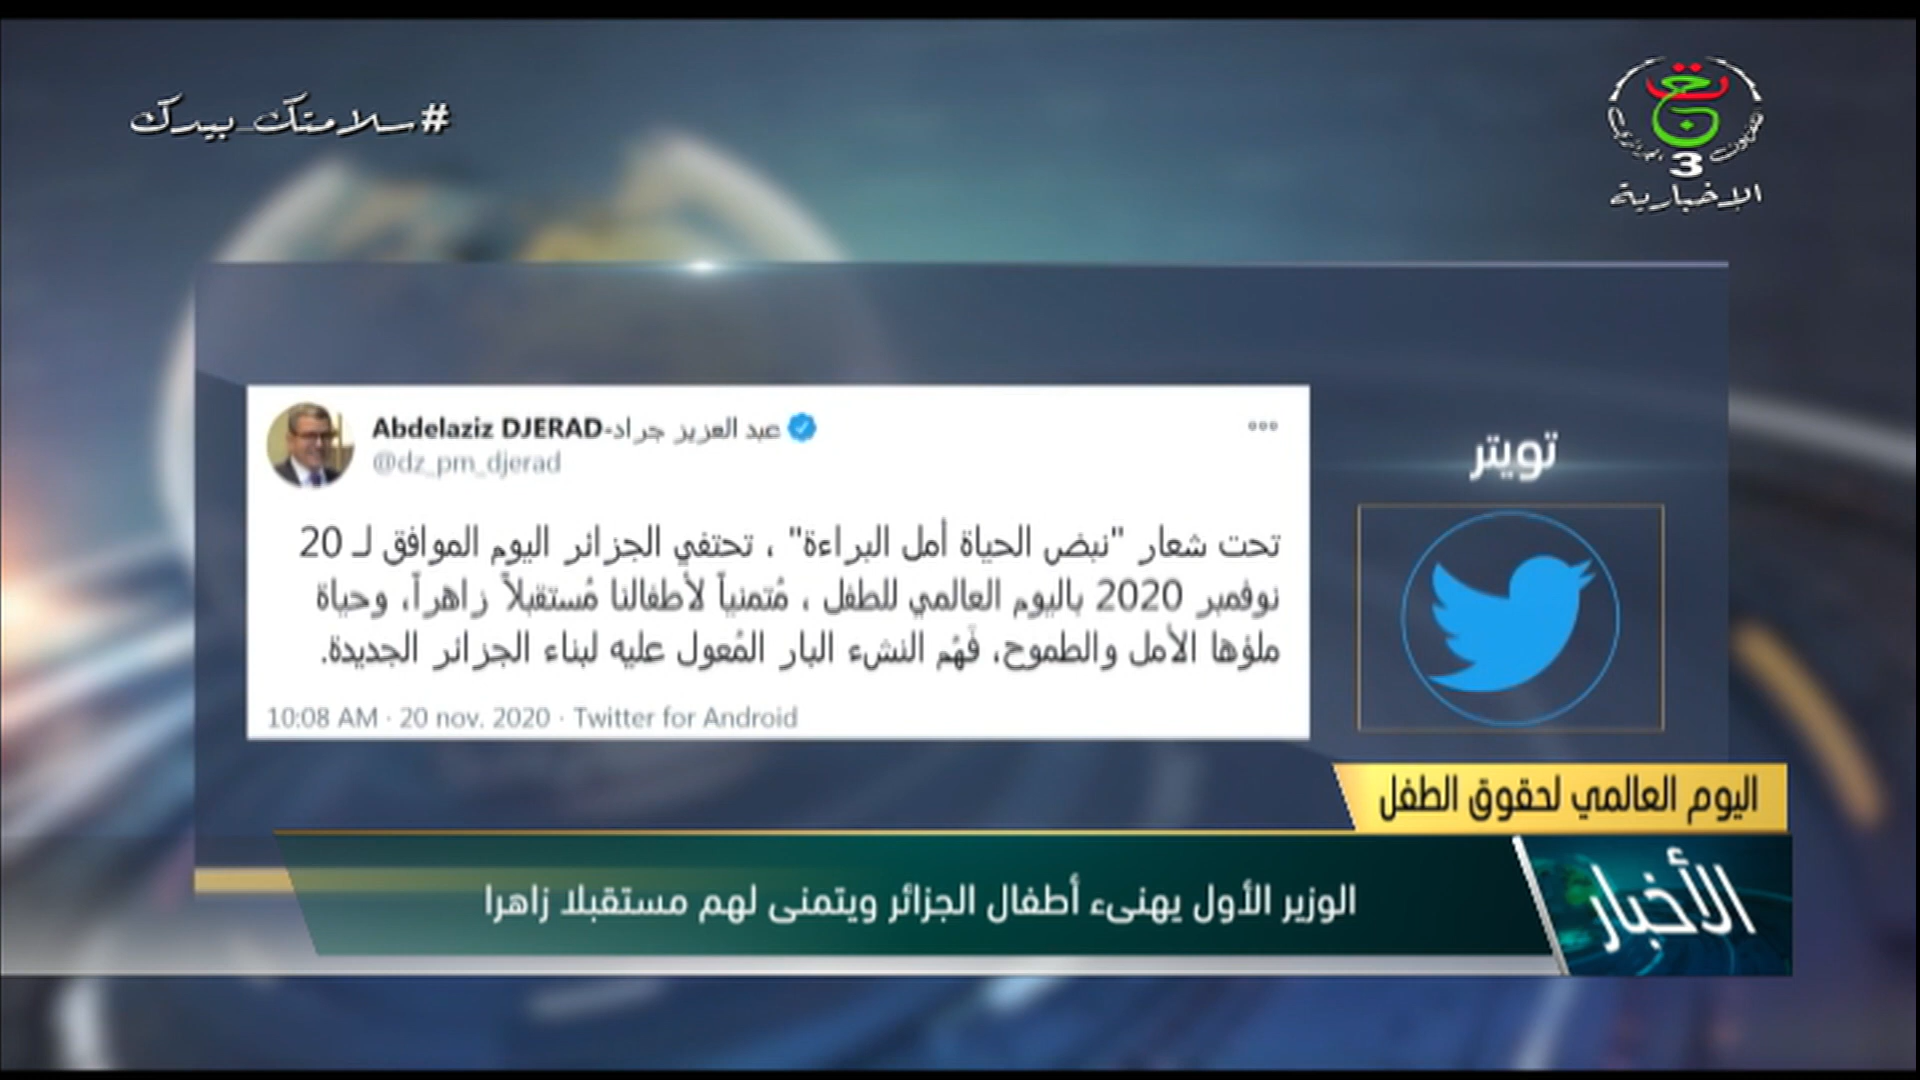 #سلامتك_بيدك
3
الإخبارية
Abdelaziz DJERAD-عبد العزيز جراد
@dz_pm_djerad
تويتر
تحت شعار "نبض الحياة أمل البراءة" ، تحتفي الجزائر اليوم الموافق لـ 20
نوفمبر 2020 باليوم العالمي للطفل ، مُتمنياً لأطفالنا مُستقبلاً زاهراً، وحياة
ملؤها الأمل والطموح، فَهُم النشء البار المُعول عليه لبناء الجزائر الجديدة.
10:08 AM · 20 nov. 2020 · Twitter for Android
اليوم العالمي لحقوق الطفل
الأخبار
الوزير الأول يهنىء أطفال الجزائر ويتمنى لهم مستقبلا زاهرا